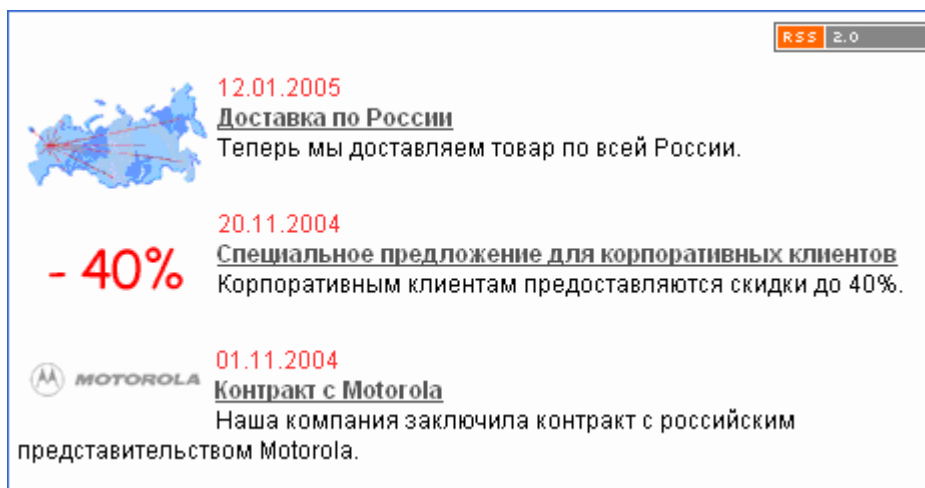 RSS 2.0
12.01.2005
Доставка по России
Теперь мы доставляем товар по всей России.
20.11.2004
- 40%
Специальное предложение для корпоративных клиентов
Корпоративным клиентам предоставляются скидки до 40%.
01.11.2004
MOTOROLA
Контракт с Motorola
Наша компания заключила контракт с российским
представительством Motorola.